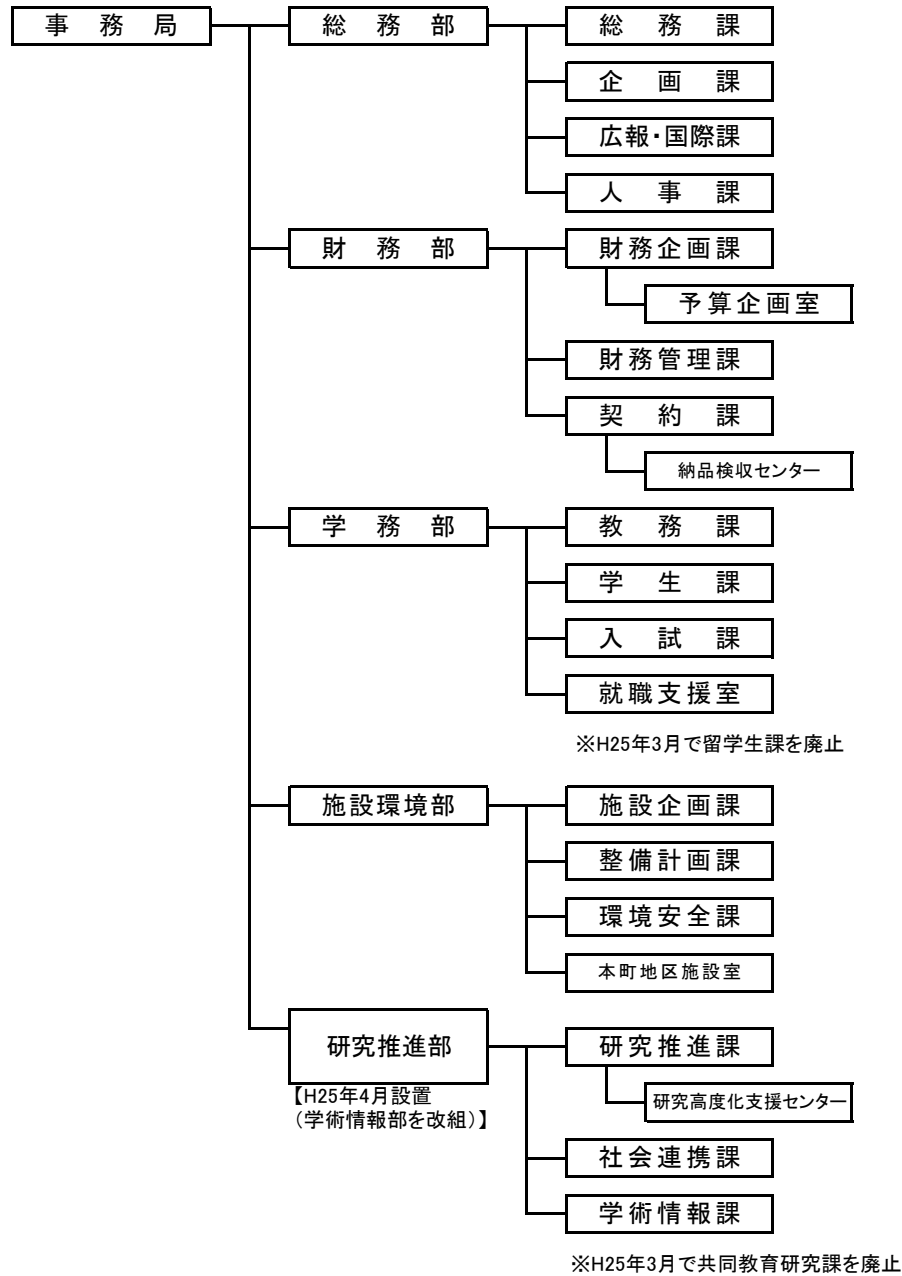 事務局
総務部
総務課
企画課
広報・国際課
人事課
財務部
財務企画課
予算企画室
財務管理課
契約課
納品検収センター
学務部
教務課
学生課
入試課
就職支援室
※H25年3月で留学生課を廃止
施設環境部
施設企画課
整備計画課
環境安全課
本町地区施設室
研究推進部
【H25年4月設置
（学術情報部を改組）】
研究推進課
研究高度化支援センター
社会連携課
学術情報課
※H25年3月で共同教育研究課を廃止